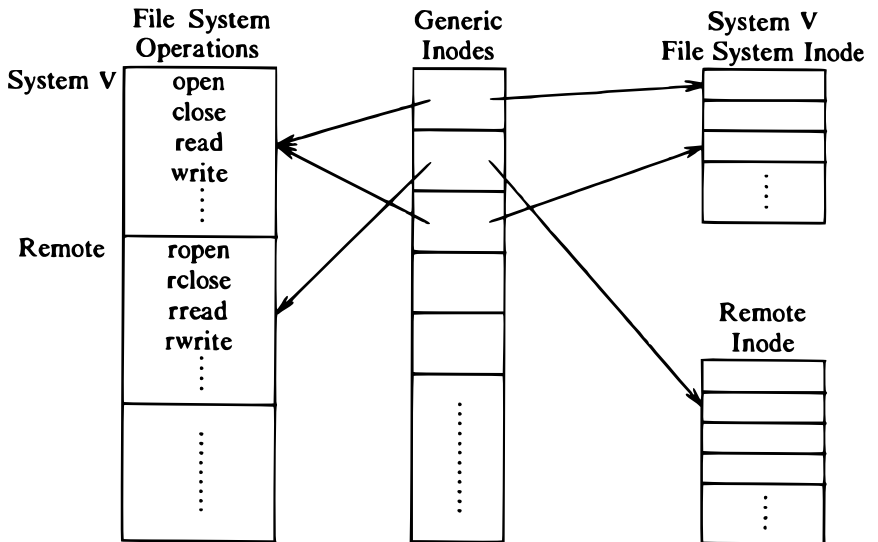 File System
Operations
Generic
Inodes
System V
File System Inode
System V
open
close
read
write
Remote
ropen
rclose
rread
rwrite
Remote
Inode